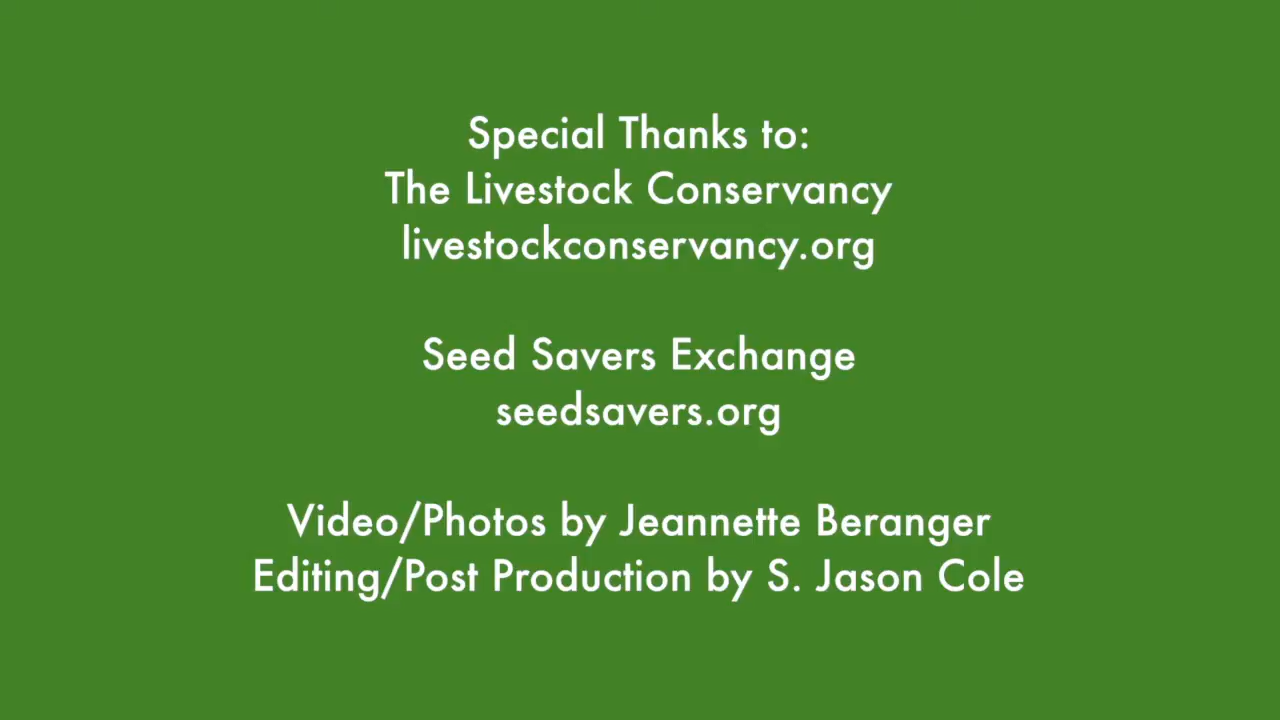 Special Thanks to:
The Livestock Conservancy
livestockconservancy.org
Seed Savers Exchange
seedsavers.org
Video/Photos by Jeannette Beranger
Editing/Post Production by S. Jason Cole